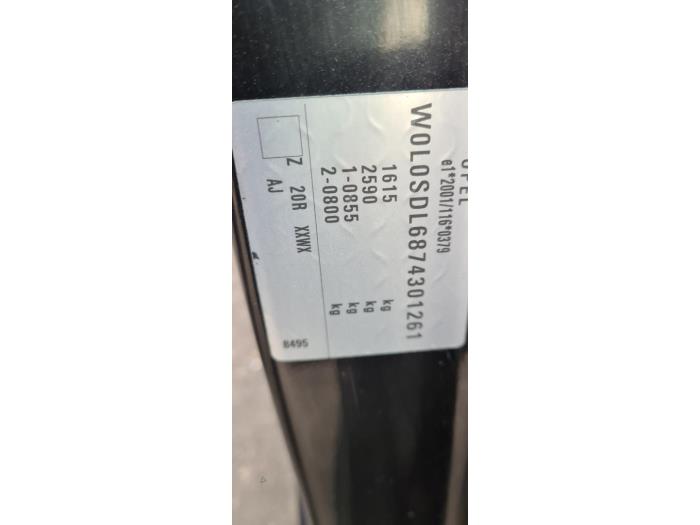 OPEL
e1*2001/116*0379
W0L0SDL6874301261
1615 kg
2590 kg
1-0855 kg
2-0800 kg
Z 20R XXWX
AJ
8495